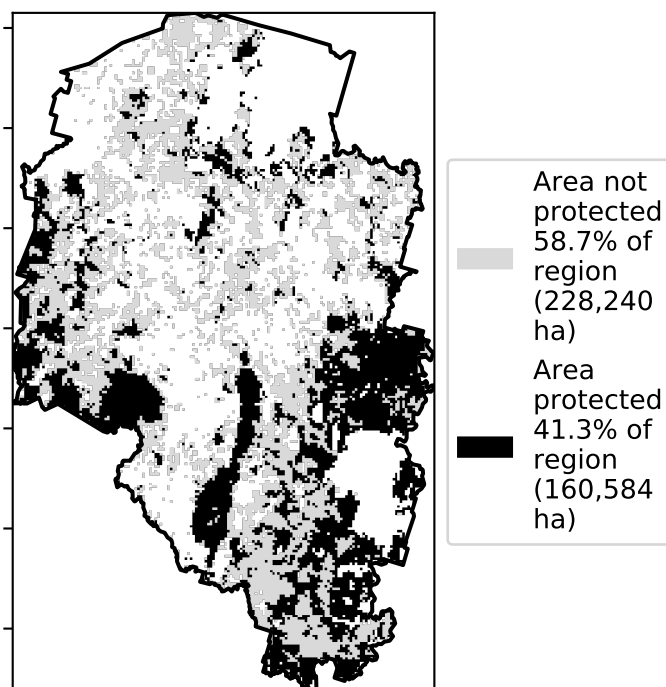 Area not
protected
58.7% of
region
(228,240
ha)
Area
protected
41.3% of
region
(160,584
ha)